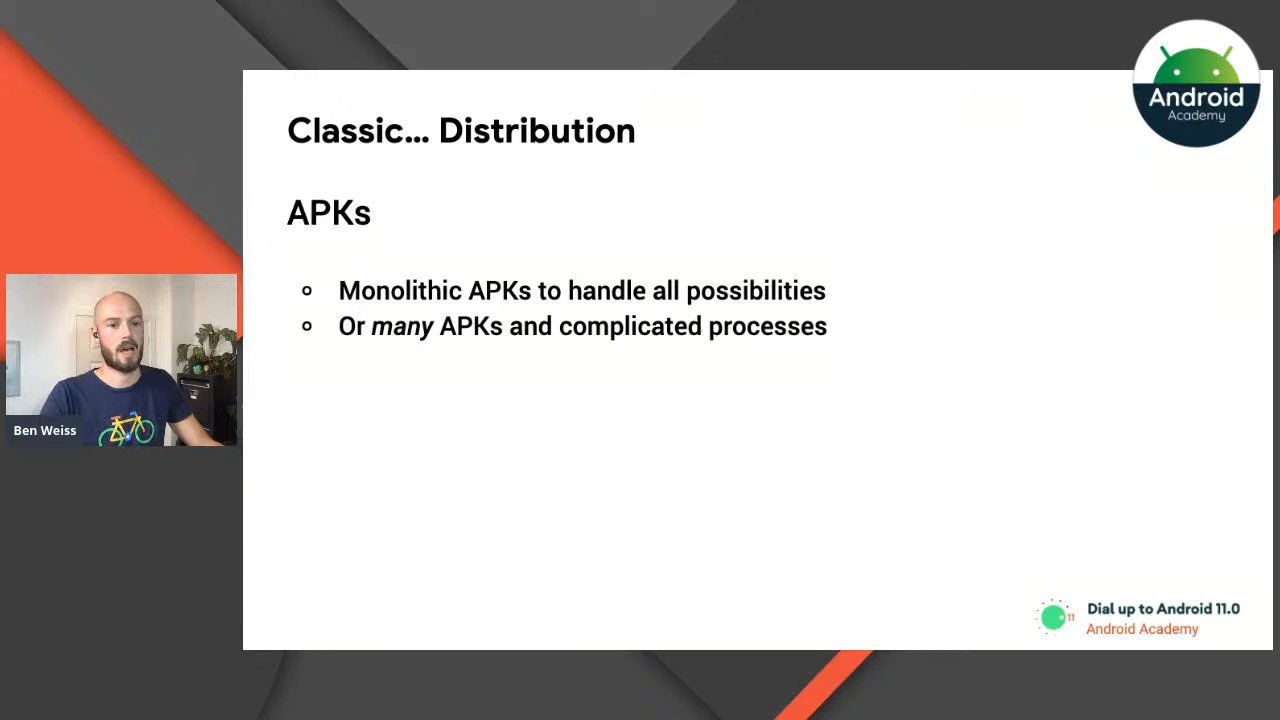 Android
Academy
Classic... Distribution
APKs
Monolithic APKs to handle all possibilities
Or many APKs and complicated processes
Ben Weiss
11
Dial up to Android 11.0
Android Academy